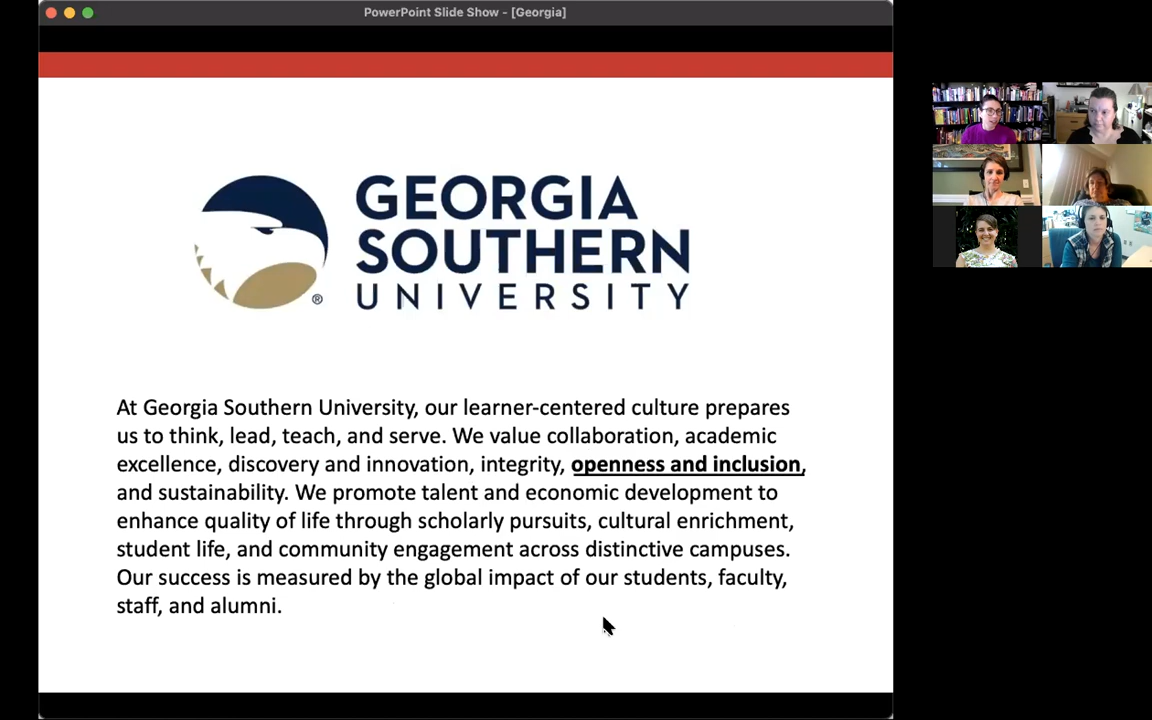 PowerPoint Slide Show - [Georgia]
GEORGIA
SOUTHERN
UNIVERSITY
®
At Georgia Southern University, our learner-centered culture prepares
us to think, lead, teach, and serve. We value collaboration, academic
excellence, discovery and innovation, integrity, openness and inclusion,
and sustainability. We promote talent and economic development to
enhance quality of life through scholarly pursuits, cultural enrichment,
student life, and community engagement across distinctive campuses.
Our success is measured by the global impact of our students, faculty,
staff, and alumni.